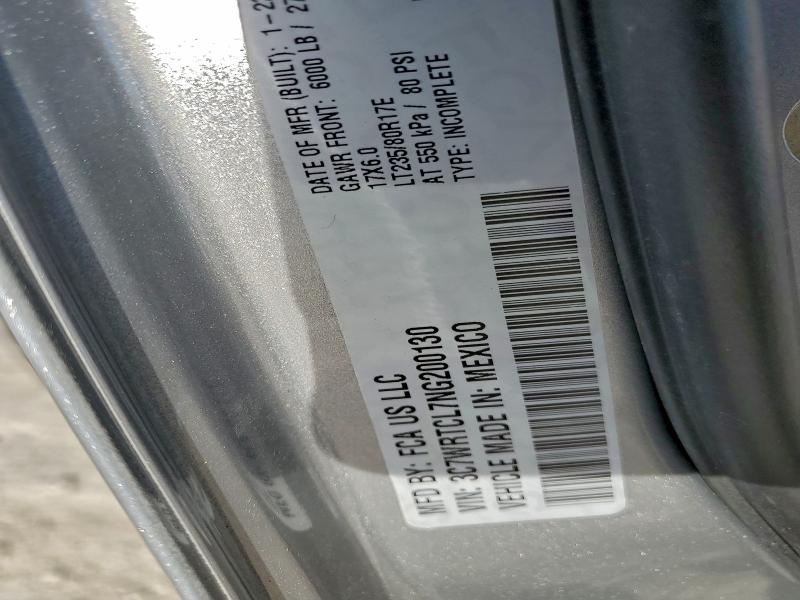 MFD BY: FCA US LLC
VIN: 3C7WRTCL7NG200130
VEHICLE MADE IN: MEXICO
DATE OF MFR (BUILT): 1-2
GAWR FRONT: 6000 LB / 27
17X6.0
LT235/80R17E
AT 550 kPa / 80 PSI
TYPE: INCOMPLETE